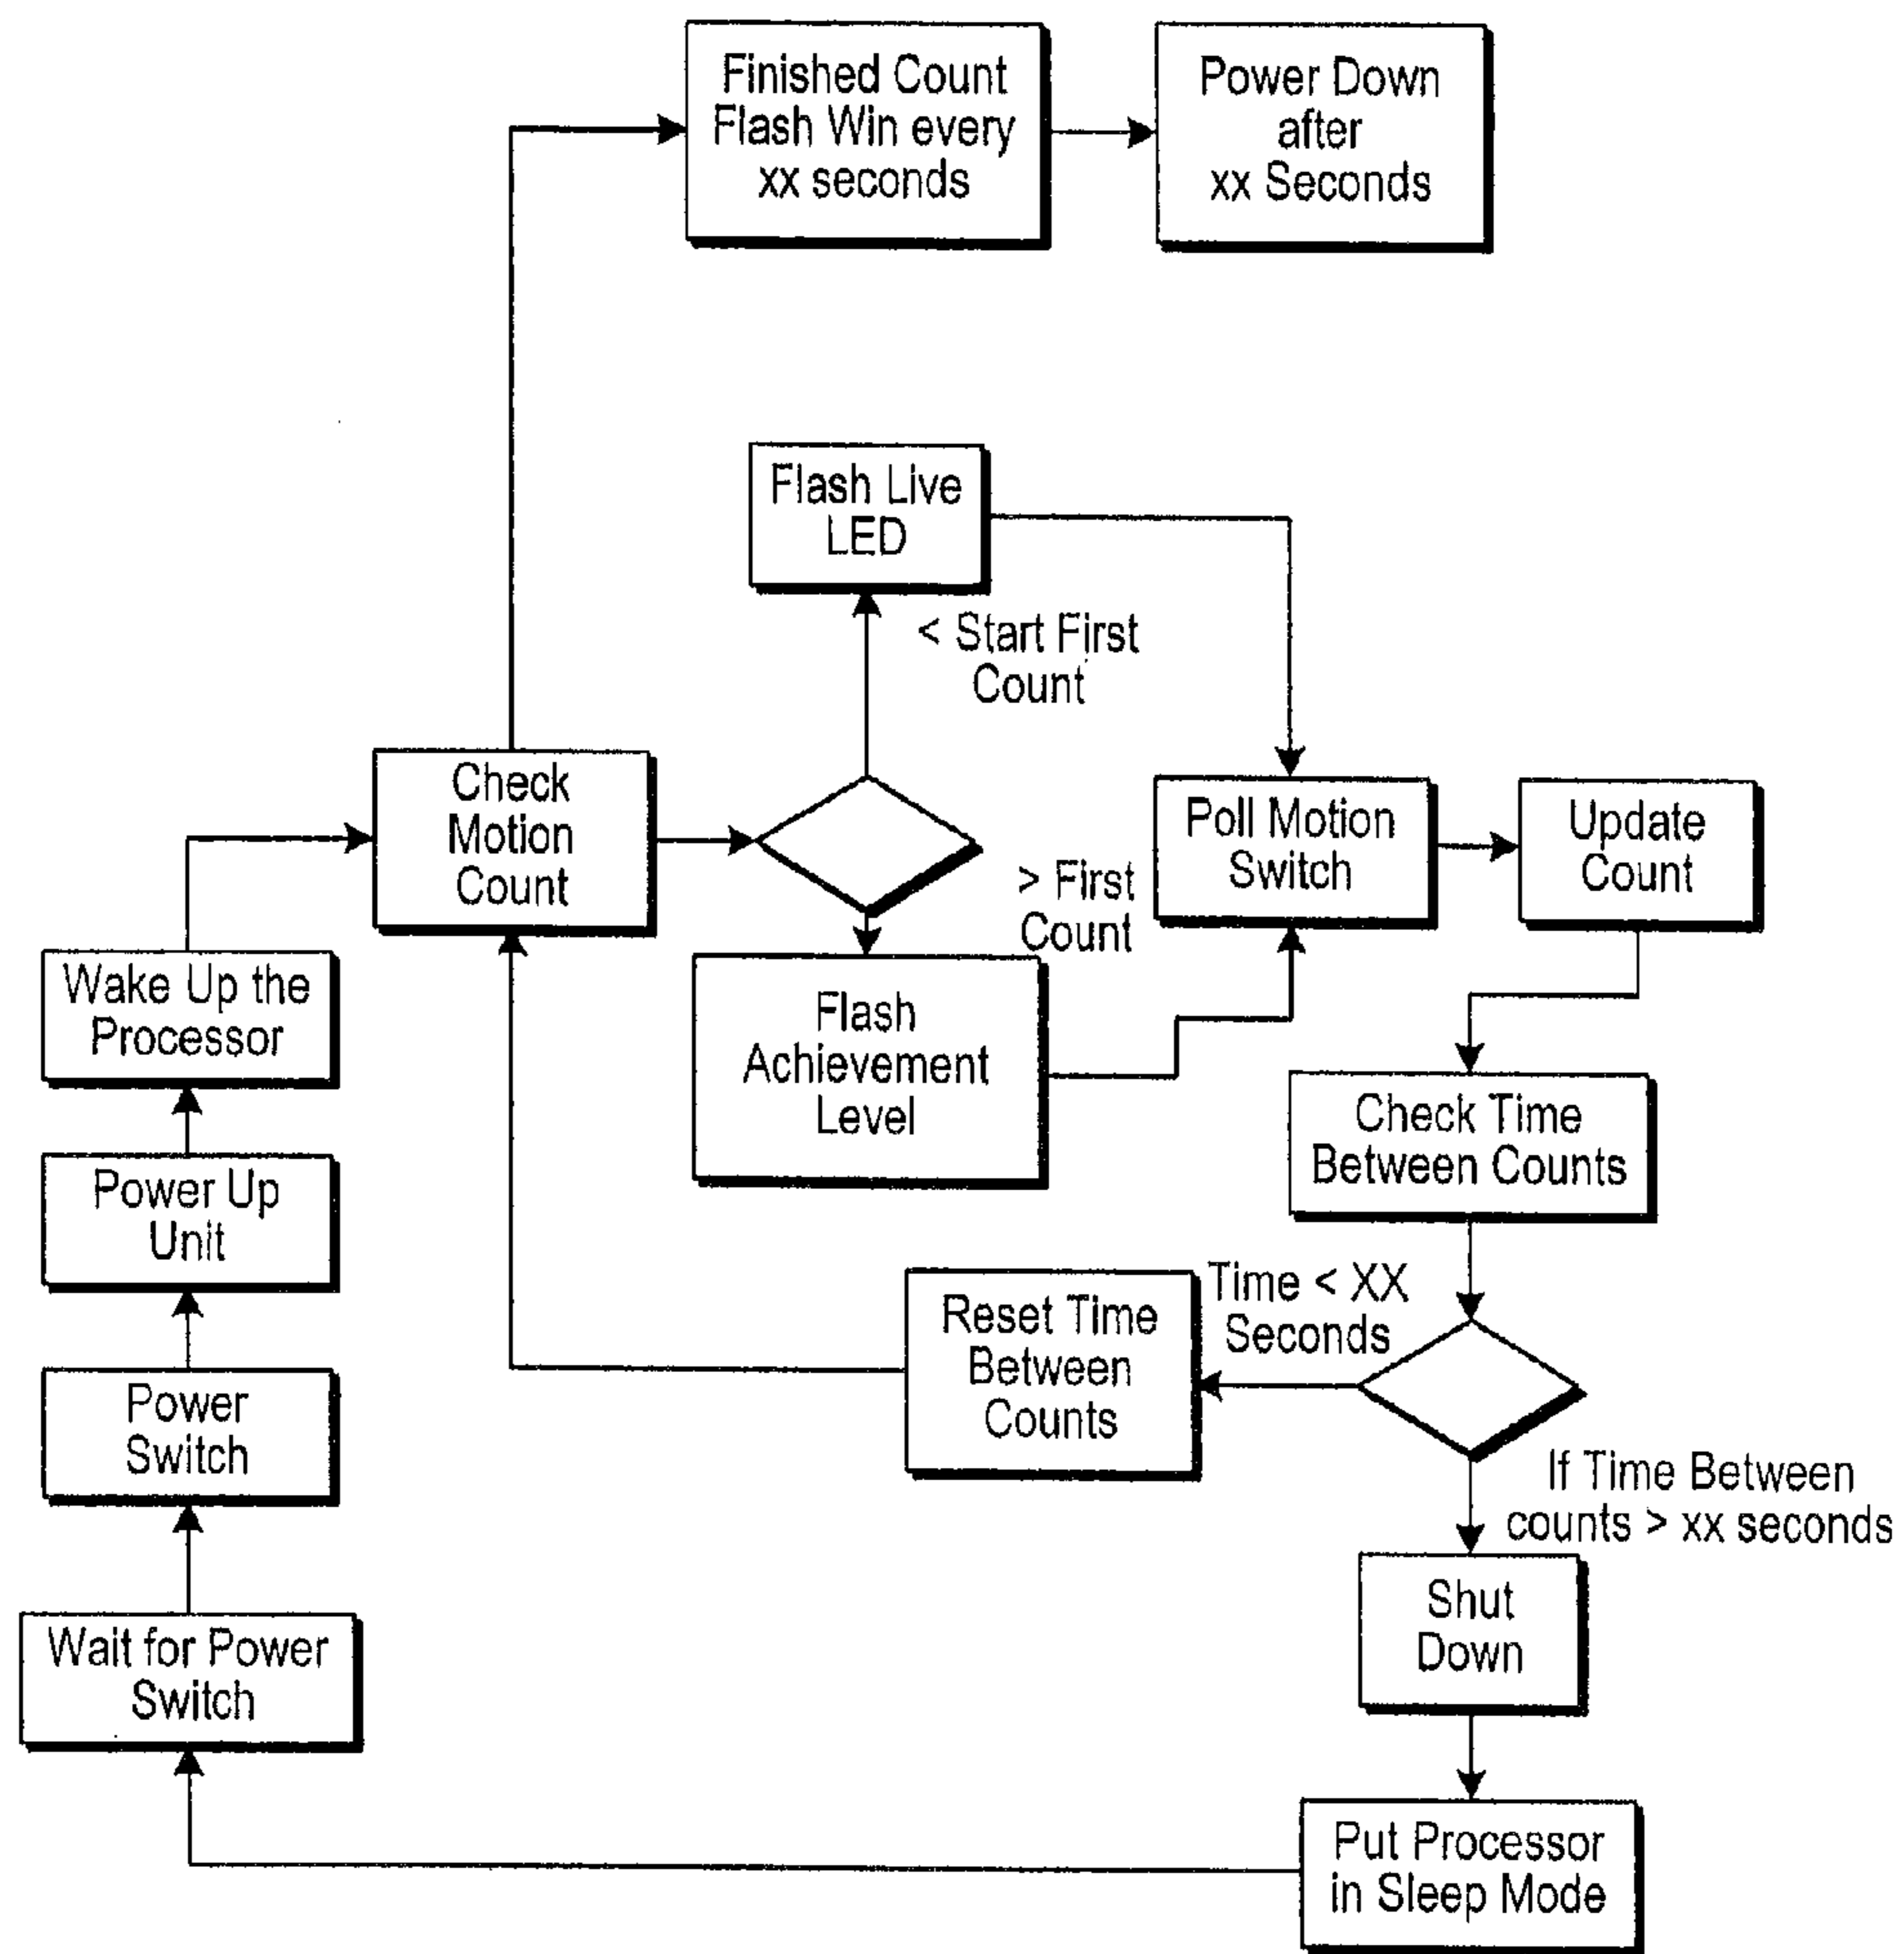 Finished Count
Flash Win every
xx seconds
Power Down
after
xx Seconds
Flash Live
LED
< Start First
Count
Check
Motion
Count
Poll Motion
Switch
Update
Count
> First
Count
Wake Up the
Processor
Flash
Achievement
Level
Check Time
Between Counts
Power Up
Unit
Reset Time
Between
Counts
Time < XX
Seconds
Power
Switch
If Time Between
counts > xx seconds
Shut
Down
Wait for Power
Switch
Put Processor
in Sleep Mode